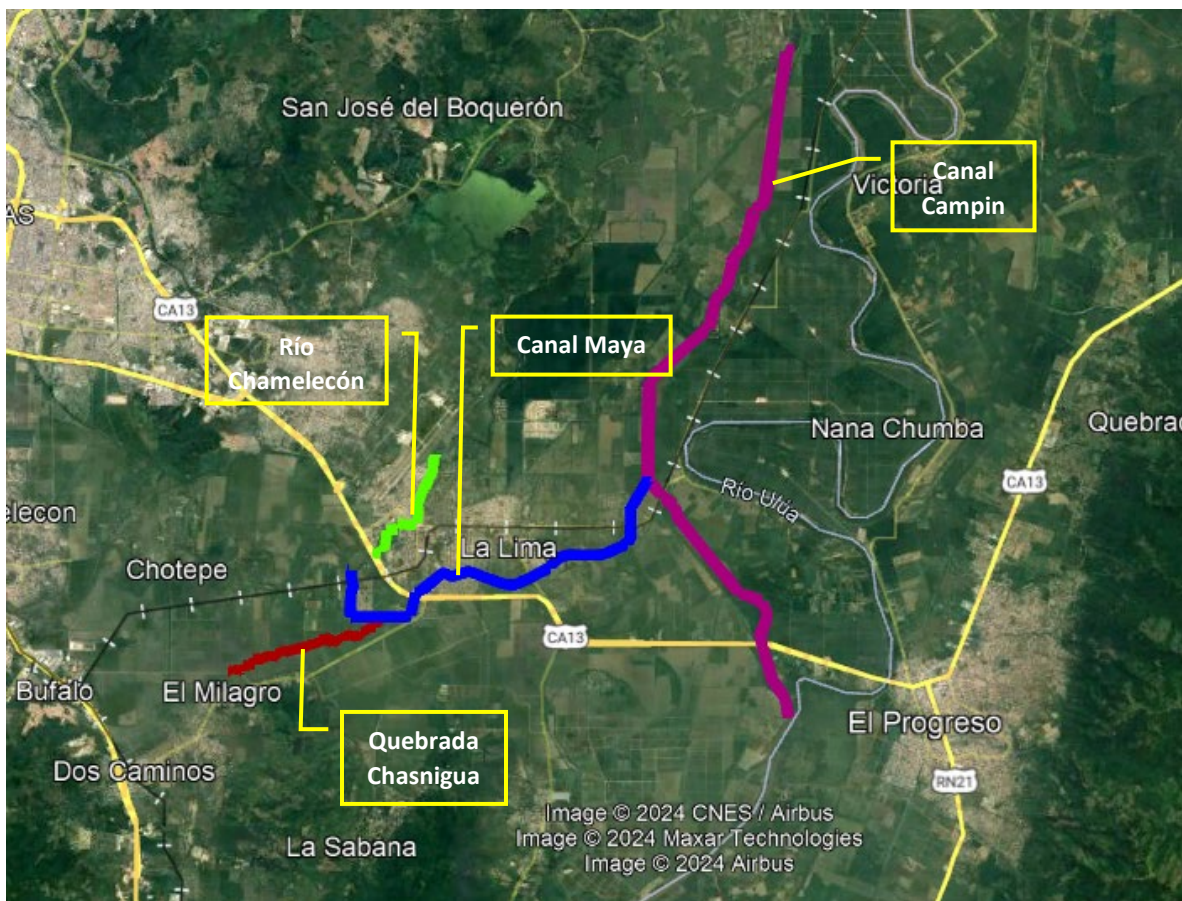 San José del Boquerón
Canal
Campin
Victoria
AS
CA13
Río
Chamelecón
Canal Maya
Nana Chumba
Quebrad
CA13
Río Ulúa
elecon
La Lima
Chotepe
CA13
Bufalo
El Milagro
El Progreso
Quebrada
Chasnigua
Dos Caminos
RN21
La Sabana
Image © 2024 CNES / Airbus
Image © 2024 Maxar Technologies
Image © 2024 Airbus